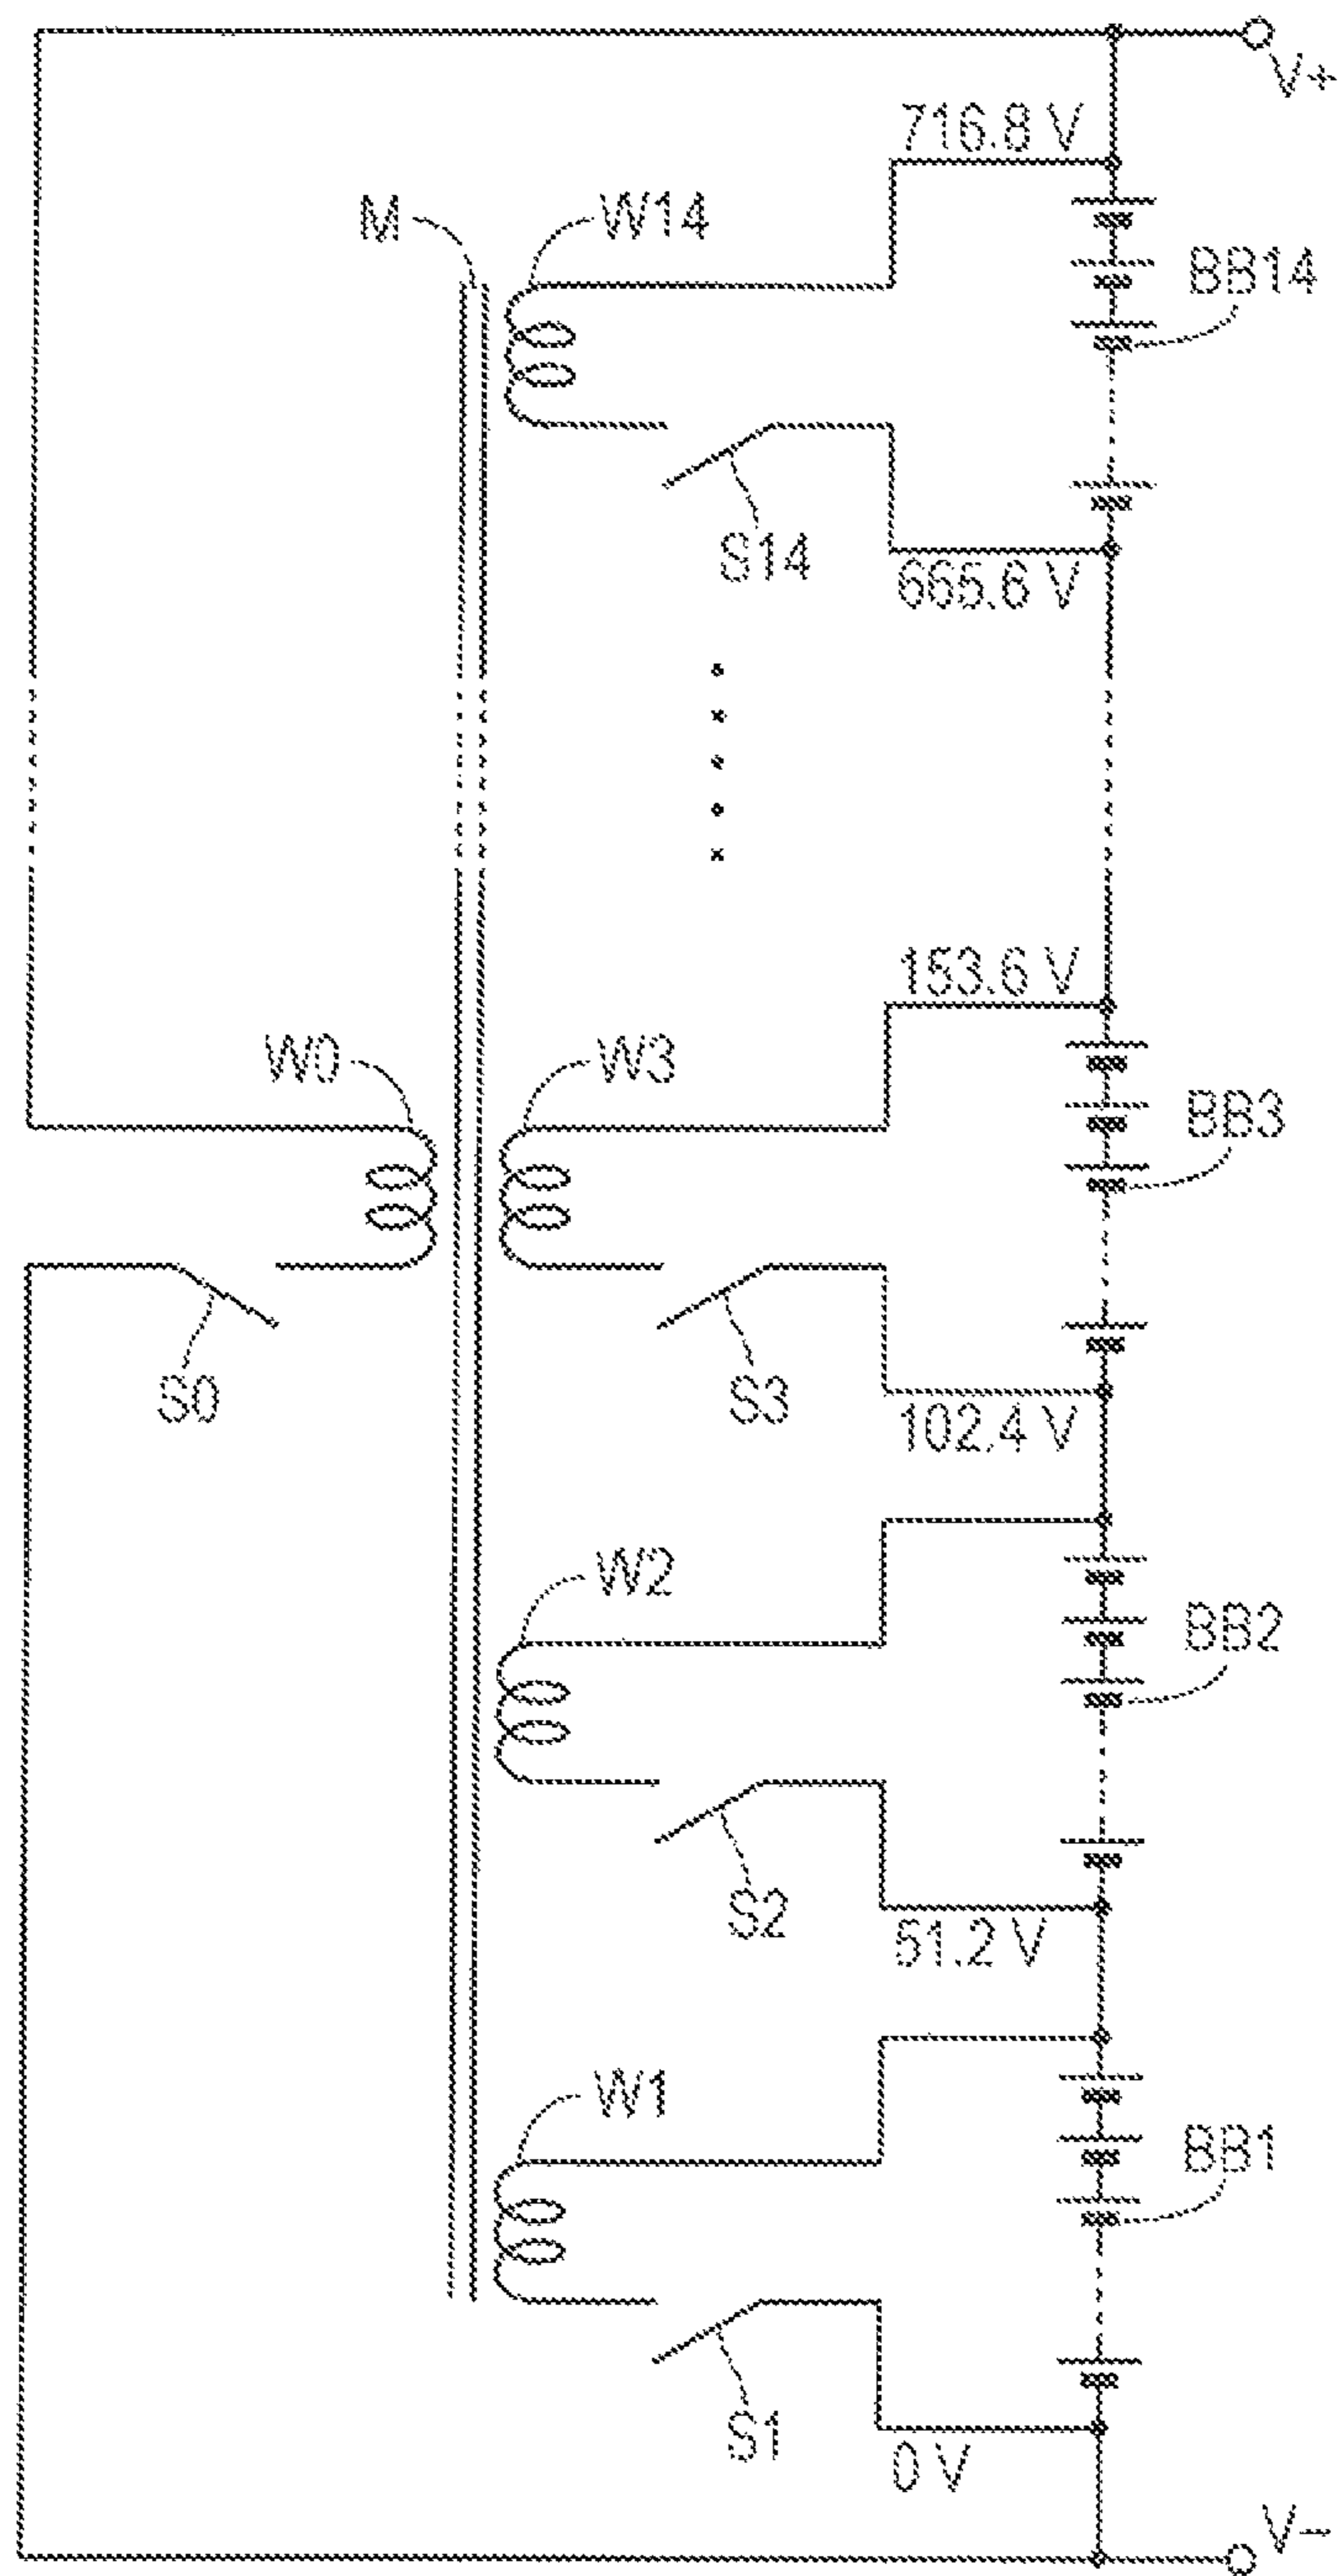 V+
716.8 V
M
W14
BB14
S14
665.6 V
153.6 V
W0
W3
BB3
S0
S3
102.4 V
W2
BB2
S2
51.2 V
W1
BB1
S1
0 V
V−